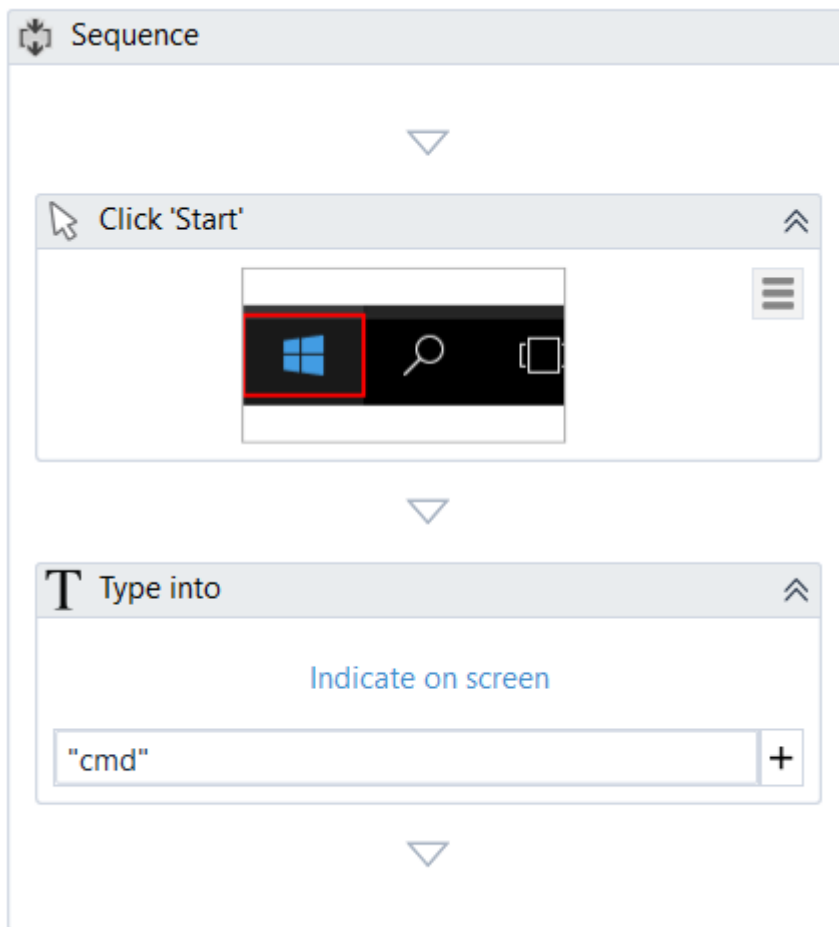 Sequence
Click 'Start'
T Type into
Indicate on screen
"cmd"
+